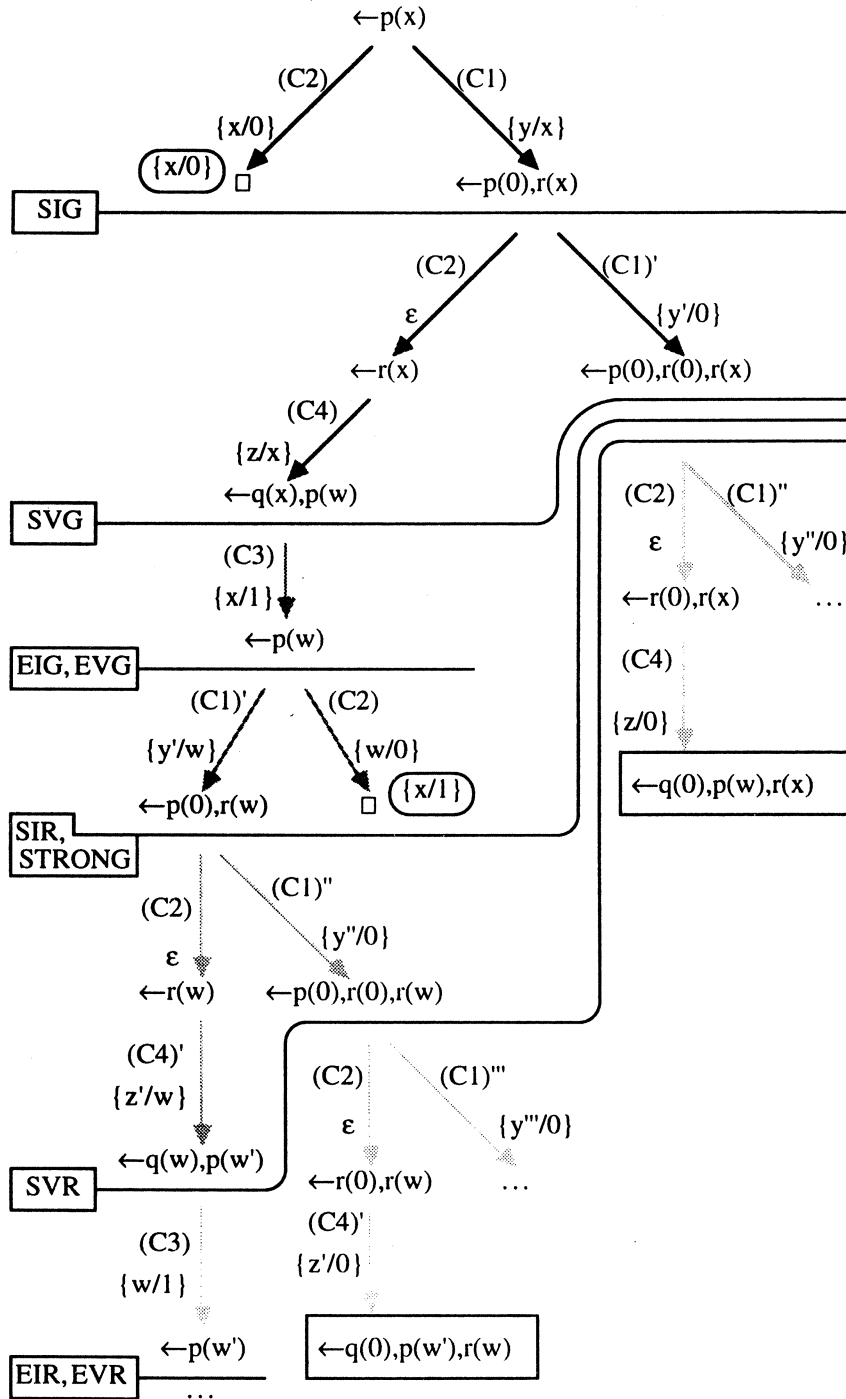 ←p(x)
(C2) (C1)
{x/0} {y/x}
{x/0} □ ←p(0),r(x)
SIG
(C2) (C1)'
ε {y'/0}
←r(x) ←p(0),r(0),r(x)
(C4)
{z/x}
←q(x),p(w)
(C2) (C1)"
SVG
(C3) ε {y"/0}
{x/1} ←r(0),r(x) ...
←p(w)
EIG, EVG (C4)
(C1)' (C2)
{y'/w} {w/0} {z/0}
←p(0),r(w) □ {x/1} ←q(0),p(w),r(x)
SIR,
STRONG
(C2) (C1)"
ε {y"/0}
←r(w) ←p(0),r(0),r(w)
(C4)' (C2) (C1)'''
{z'/w} ε {y'''/0}
←q(w),p(w') ←r(0),r(w) ...
SVR
(C3) (C4)'
{w/1} {z'/0}
←p(w') ←q(0),p(w'),r(w)
EIR, EVR
...